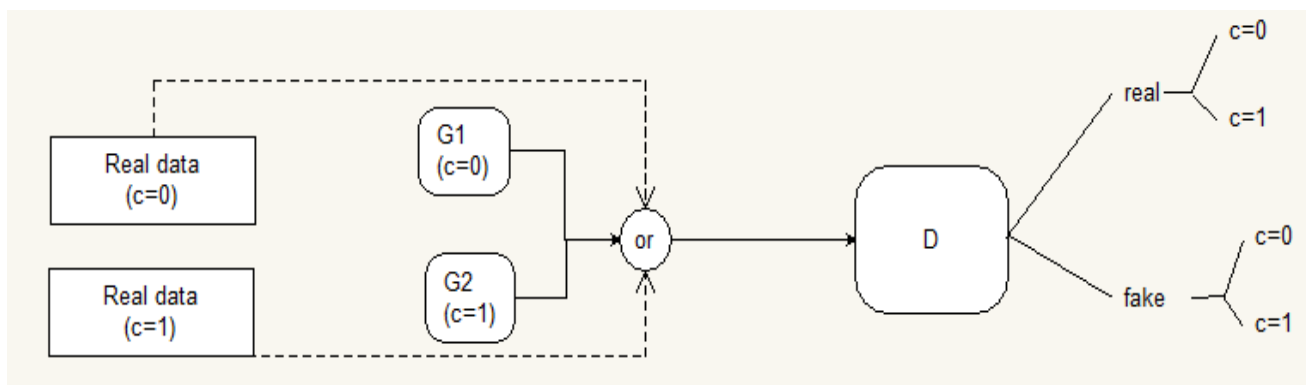 Real data
(c=0)
Real data
(c=1)
G1
(c=0)
G2
(c=1)
or
D
real
c=0
c=1
fake
c=0
c=1